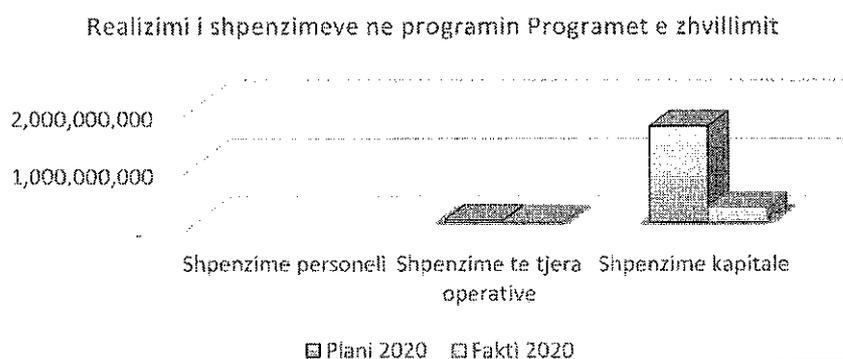 Realizimi i shpenzimeve ne programin Programet e zhvillimit
2,000,000,000
1,000,000,000
-
Shpenzime personeli Shpenzime te tjera operative Shpenzime kapitale
Plani 2020 Fakti 2020